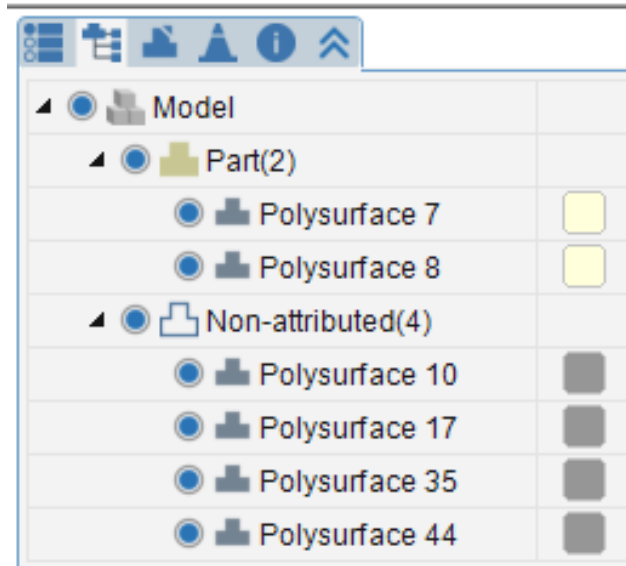 Model
Part(2)
Polysurface 7
Polysurface 8
Non-attributed(4)
Polysurface 10
Polysurface 17
Polysurface 35
Polysurface 44